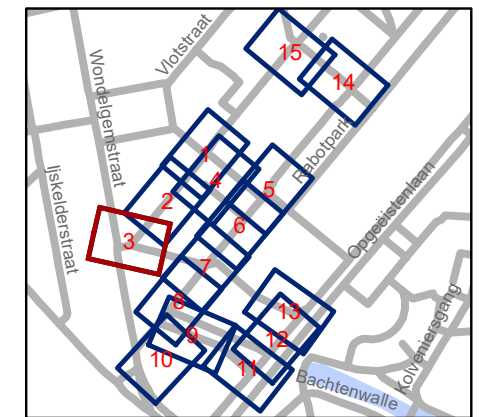 15
14
Vlotstraat
Wondelgemstraat
Rabotpark
1
4
5
2
6
3
Ijskelderstraat
Opgeëistenlaan
7
8
9
10
13
12
11
Kolveniersgang
Bachtenwalle